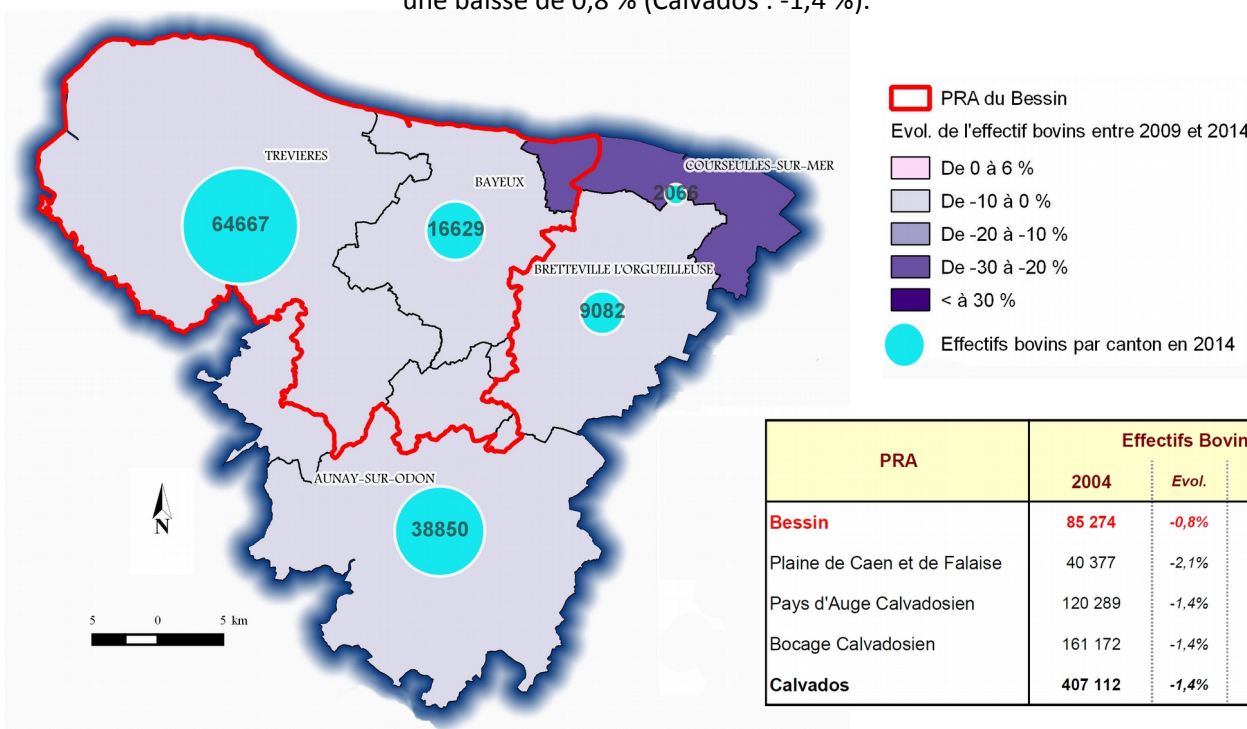 une baisse de 0,8 % (Calvados : -1,4 %).
TREVIERES
COURSEULLES-SUR-MER
BAYEUX
2066
64667
16629
BRETTEVILLE L'ORGUEILLEUSE
9082
AUNAY-SUR-ODON
38850
N
5 0 5 km
PRA du Bessin
Evol. de l'effectif bovins entre 2009 et 2014
De 0 à 6 %
De -10 à 0 %
De -20 à -10 %
De -30 à -20 %
< à 30 %
Effectifs bovins par canton en 2014
PRA Effectifs Bovin
2004 Evol.
Bessin 85 274 -0,8%
Plaine de Caen et de Falaise 40 377 -2,1%
Pays d'Auge Calvadosien 120 289 -1,4%
Bocage Calvadosien 161 172 -1,4%
Calvados 407 112 -1,4%